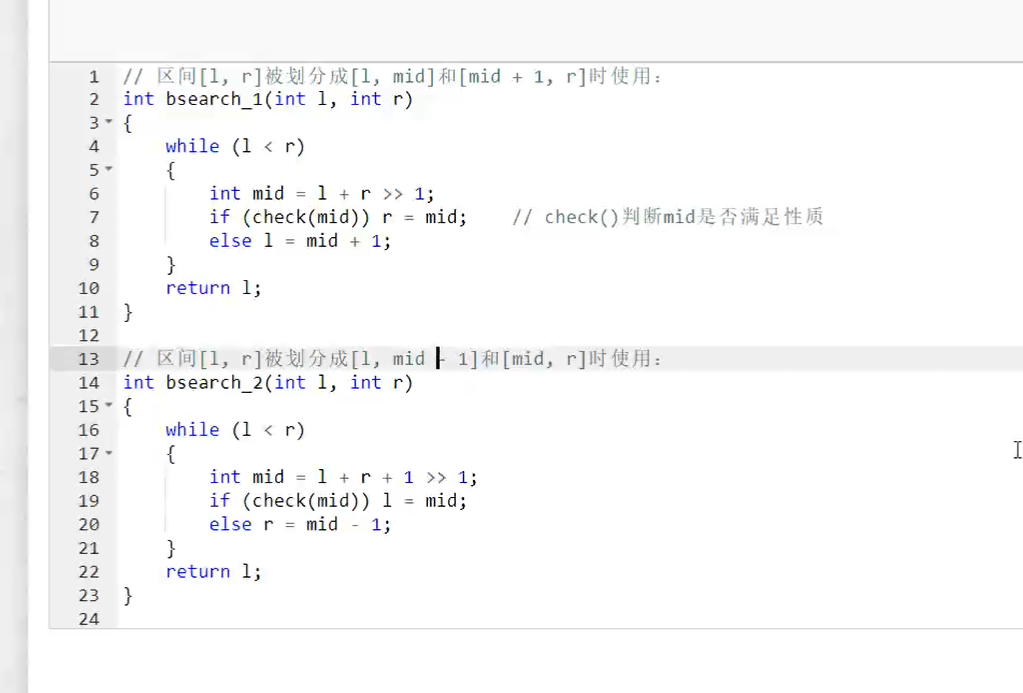 1 // 区间[l, r]被划分成[l, mid]和[mid + 1, r]时使用:
2 int bsearch_1(int l, int r)
3 {
4 while (l < r)
5 {
6 int mid = l + r >> 1;
7 if (check(mid)) r = mid; // check()判断mid是否满足性质
8 else l = mid + 1;
9 }
10 return l;
11 }
12
13 // 区间[l, r]被划分成[l, mid - 1]和[mid, r]时使用:
14 int bsearch_2(int l, int r)
15 {
16 while (l < r)
17 {
18 int mid = l + r + 1 >> 1;
19 if (check(mid)) l = mid;
20 else r = mid - 1;
21 }
22 return l;
23 }
24